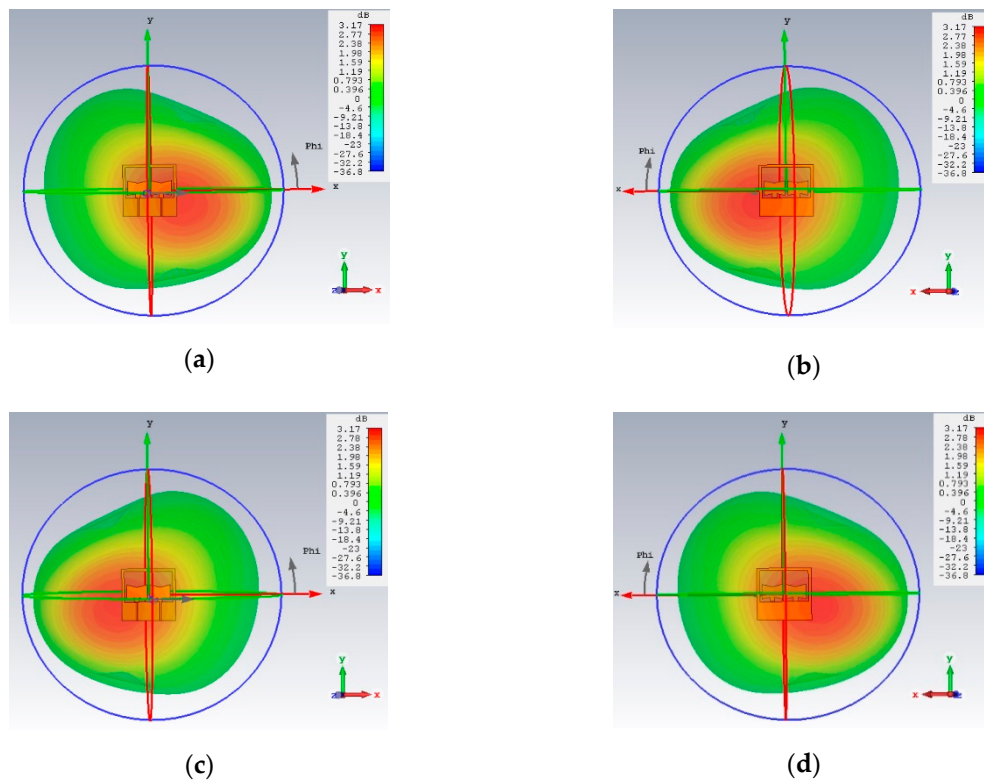 dB
3.17
2.77
2.38
1.98
1.59
1.19
0.793
0.396
0
-4.6
-9.21
-13.8
-18.4
-23
-27.6
-32.2
-36.8
y
Phi
x
y
z
x
(a)
dB
3.17
2.77
2.38
1.98
1.59
1.19
0.793
0.396
0
-4.6
-9.21
-13.8
-18.4
-23
-27.6
-32.2
-36.8
y
Phi
x
y
x
z
(b)
dB
3.17
2.78
2.38
1.98
1.59
1.19
0.793
0.396
0
-4.6
-9.21
-13.8
-18.4
-23
-27.6
-32.2
-36.8
y
Phi
x
y
z
x
(c)
dB
3.17
2.78
2.38
1.98
1.59
1.19
0.793
0.396
0
-4.6
-9.21
-13.8
-18.4
-23
-27.6
-32.2
-36.8
y
Phi
x
y
x
z
(d)